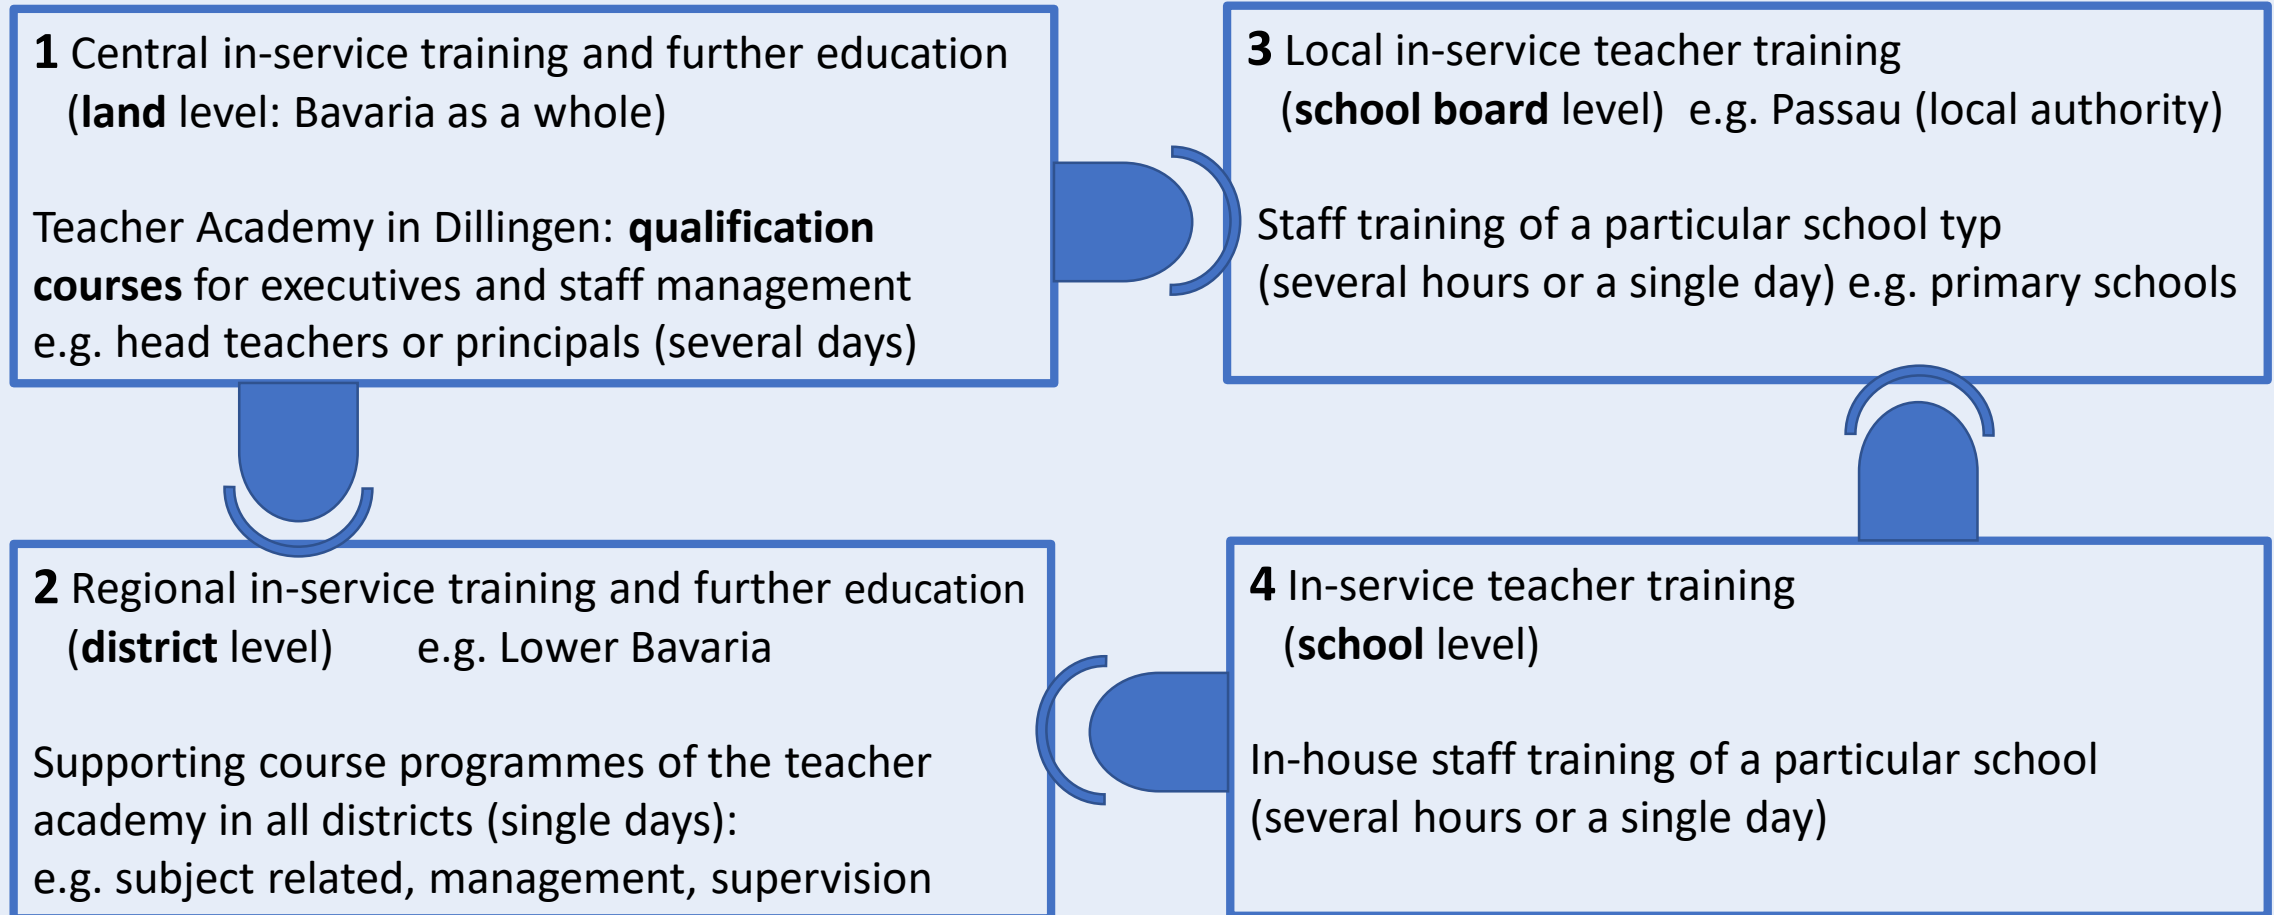 1 Central in-service training and further education
(land level: Bavaria as a whole)
Teacher Academy in Dillingen: qualification
courses for executives and staff management
e.g. head teachers or principals (several days)
2 Regional in-service training and further education
(district level) e.g. Lower Bavaria
Supporting course programmes of the teacher
academy in all districts (single days):
e.g. subject related, management, supervision
3 Local in-service teacher training
(school board level) e.g. Passau (local authority)
Staff training of a particular school typ
(several hours or a single day) e.g. primary schools
4 In-service teacher training
(school level)
In-house staff training of a particular school
(several hours or a single day)